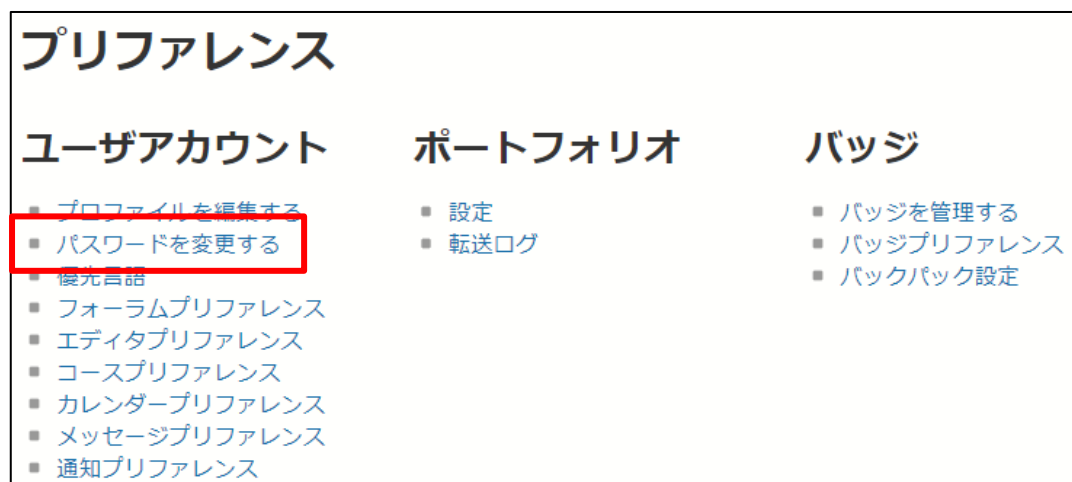 プリファレンス
ユーザアカウント
プロファイルを編集する
パスワードを変更する
優先言語
フォーラムプリファレンス
エディタプリファレンス
コースプリファレンス
カレンダープリファレンス
メッセージプリファレンス
通知プリファレンス
ポートフォリオ
設定
転送ログ
バッジ
バッジを管理する
バッジプリファレンス
バックパック設定